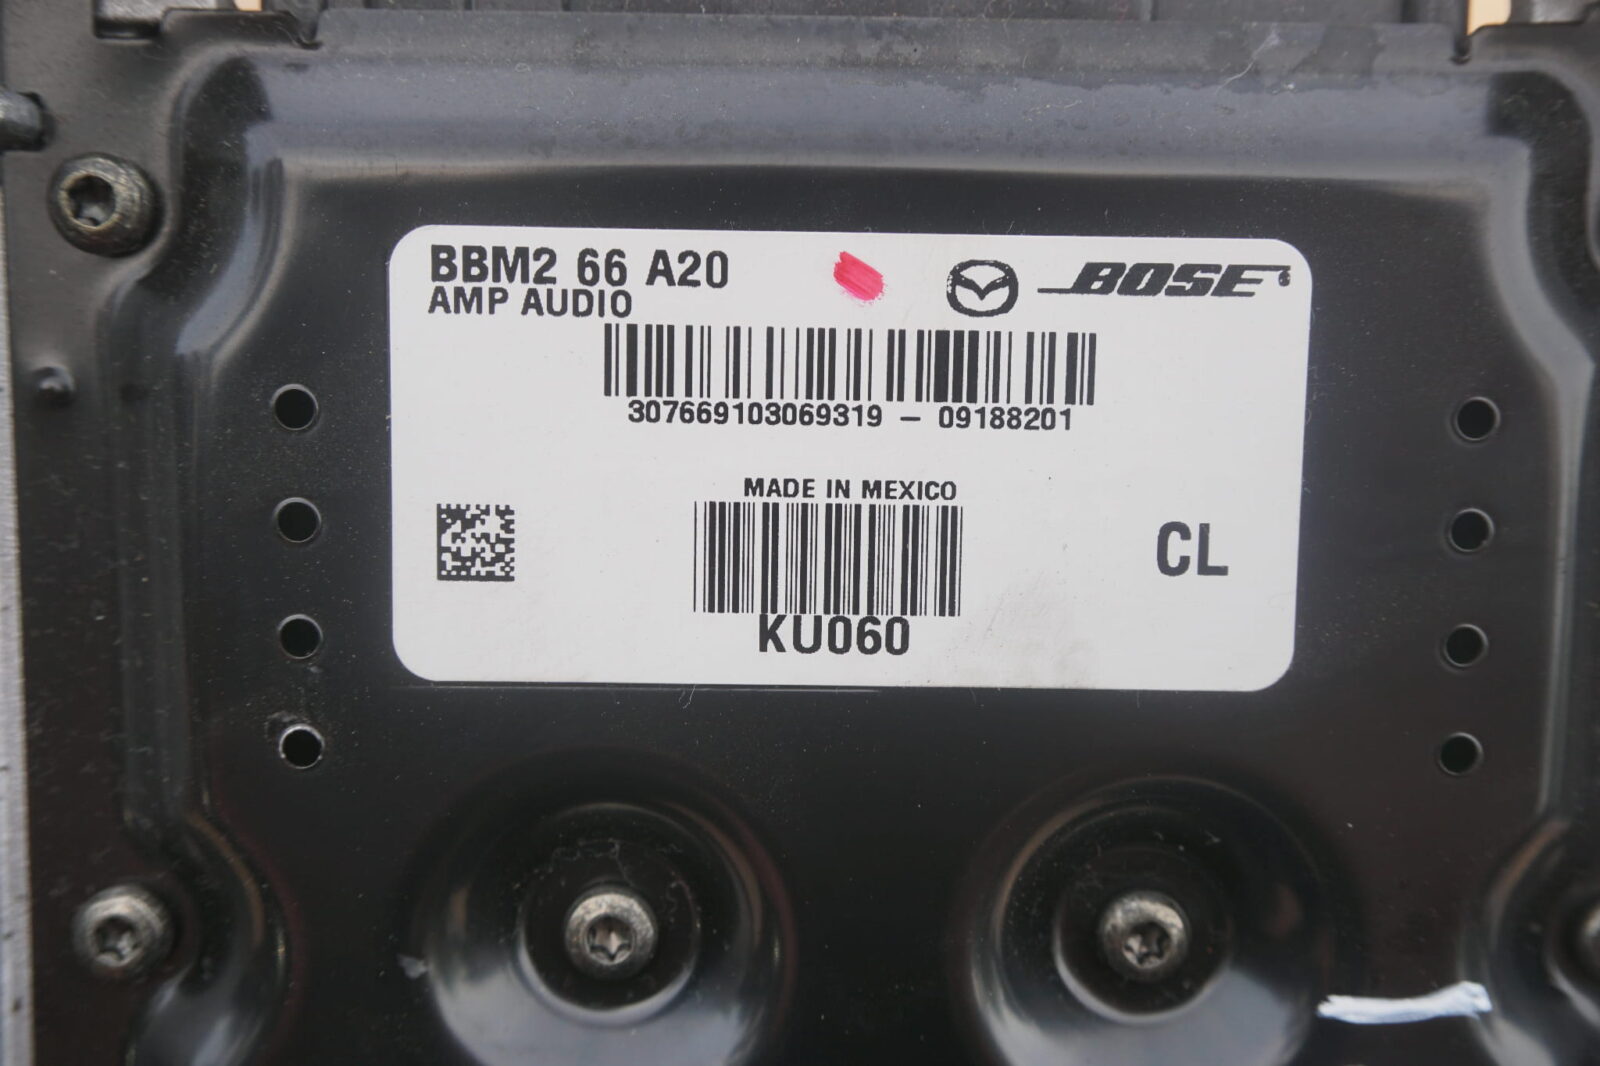 BBM2 66 A20
AMP AUDIO
BOSE
307669103069319 - 09188201
MADE IN MEXICO
CL
KU060